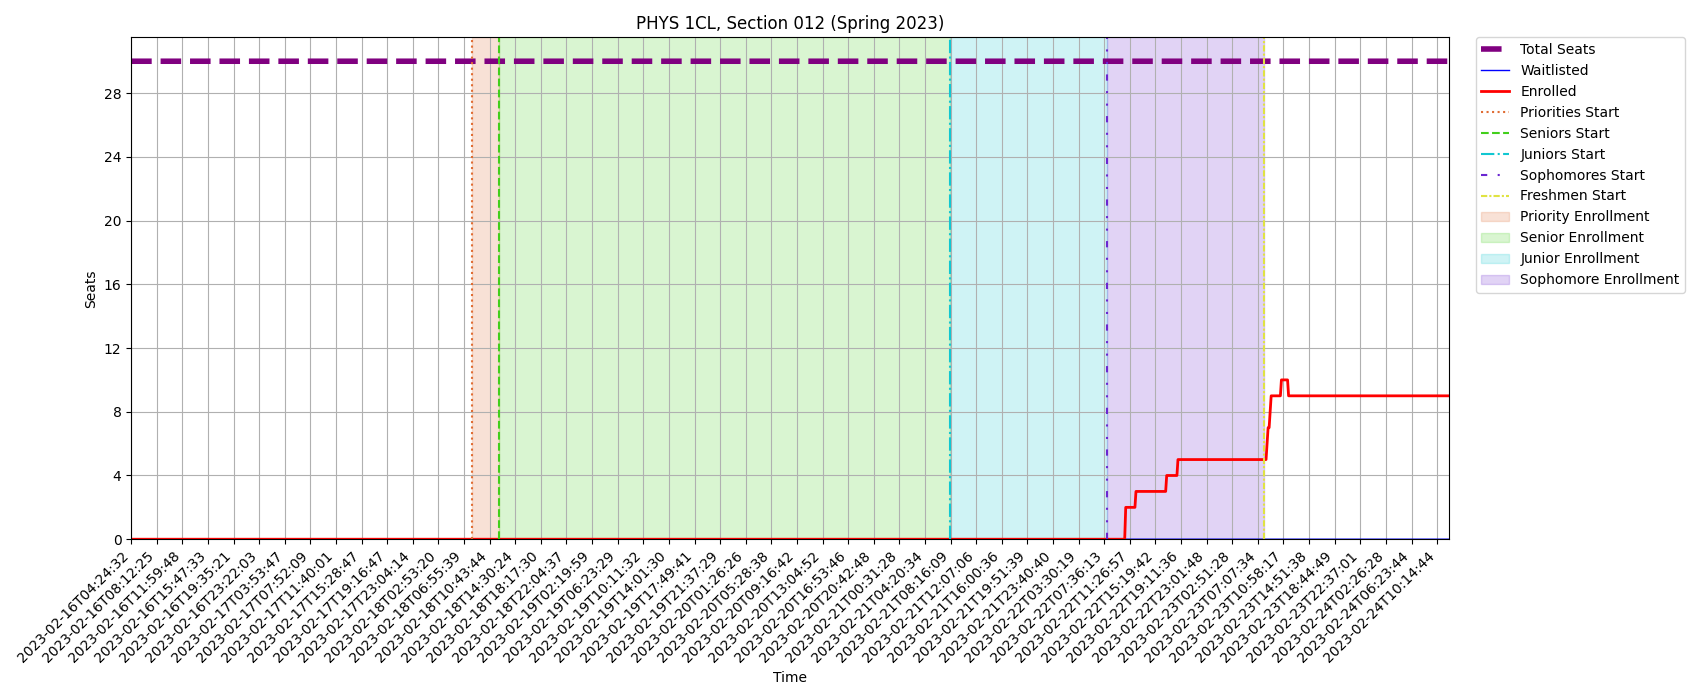 PHYS 1CL, Section 012 (Spring 2023)
Seats
28
24
20
16
12
8
4
0
2023-02-16T04:24:32
2023-02-16T08:12:25
2023-02-16T11:59:48
2023-02-16T15:47:33
2023-02-16T19:35:21
2023-02-16T23:22:03
2023-02-17T03:53:47
2023-02-17T07:52:09
2023-02-17T11:40:01
2023-02-17T15:28:47
2023-02-17T19:16:47
2023-02-17T23:04:14
2023-02-18T02:53:20
2023-02-18T06:55:39
2023-02-18T10:43:44
2023-02-18T14:30:24
2023-02-18T18:17:30
2023-02-18T22:04:37
2023-02-19T02:19:59
2023-02-19T06:23:29
2023-02-19T10:11:32
2023-02-19T14:01:30
2023-02-19T17:49:41
2023-02-19T21:37:29
2023-02-20T01:26:26
2023-02-20T05:28:38
2023-02-20T09:16:42
2023-02-20T13:04:52
2023-02-20T16:53:46
2023-02-20T20:42:48
2023-02-21T00:31:28
2023-02-21T04:20:34
2023-02-21T08:16:09
2023-02-21T12:07:06
2023-02-21T16:00:36
2023-02-21T19:51:39
2023-02-21T23:40:40
2023-02-22T03:30:19
2023-02-22T07:36:13
2023-02-22T11:26:57
2023-02-22T15:19:42
2023-02-22T19:11:36
2023-02-22T23:01:48
2023-02-23T02:51:28
2023-02-23T07:07:34
2023-02-23T10:58:17
2023-02-23T14:51:38
2023-02-23T18:44:49
2023-02-23T22:37:01
2023-02-24T02:26:28
2023-02-24T06:23:44
2023-02-24T10:14:44
Time
Total Seats
Waitlisted
Enrolled
Priorities Start
Seniors Start
Juniors Start
Sophomores Start
Freshmen Start
Priority Enrollment
Senior Enrollment
Junior Enrollment
Sophomore Enrollment